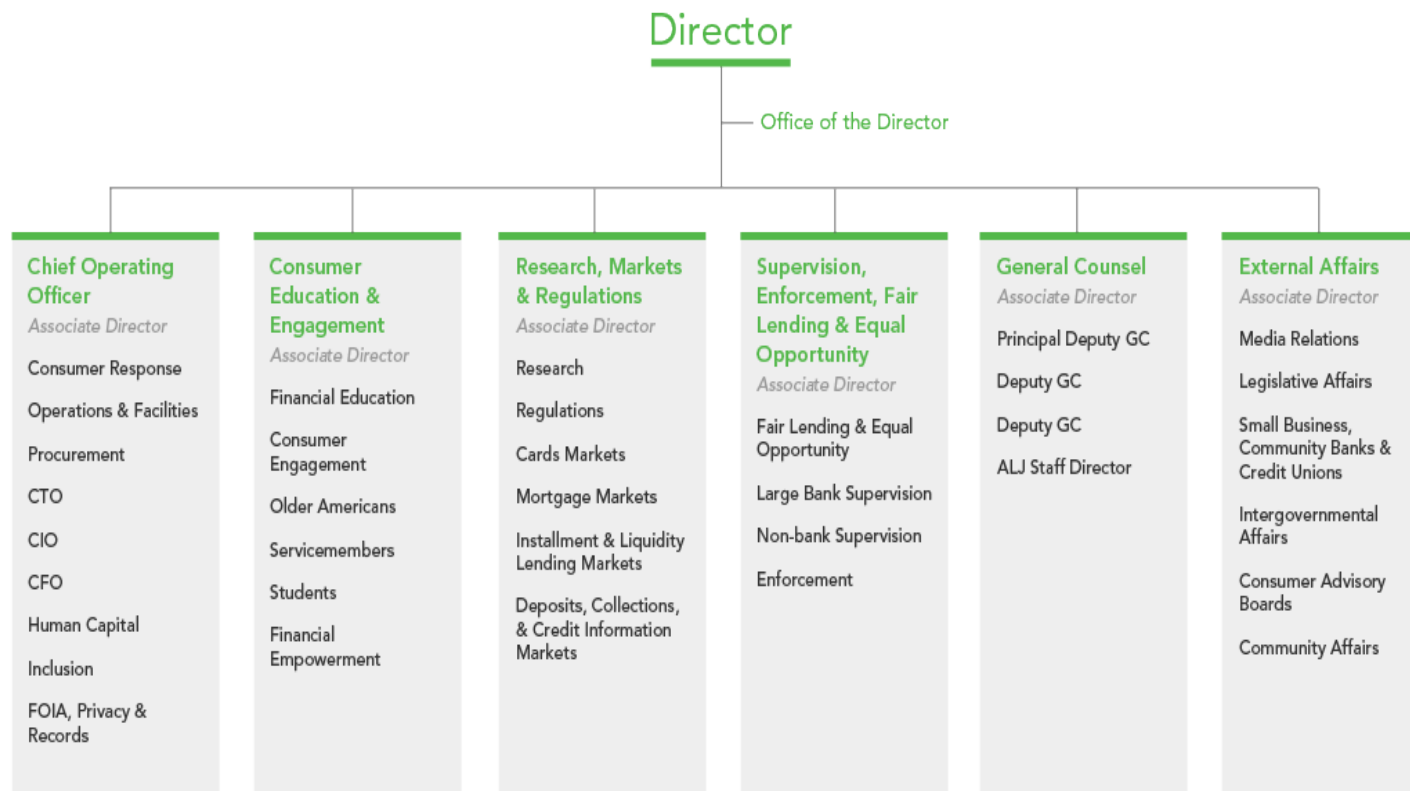 Director
Office of the Director
Chief Operating
Officer
Associate Director
Consumer Response
Operations & Facilities
Procurement
CTO
CIO
CFO
Human Capital
Inclusion
FOIA, Privacy &
Records
Consumer
Education &
Engagement
Associate Director
Financial Education
Consumer
Engagement
Older Americans
Servicemembers
Students
Financial
Empowerment
Research, Markets
& Regulations
Associate Director
Research
Regulations
Cards Markets
Mortgage Markets
Installment & Liquidity
Lending Markets
Deposits, Collections,
& Credit Information
Markets
Supervision,
Enforcement, Fair
Lending & Equal
Opportunity
Associate Director
Fair Lending & Equal
Opportunity
Large Bank Supervision
Non-bank Supervision
Enforcement
General Counsel
Associate Director
Principal Deputy GC
Deputy GC
Deputy GC
ALJ Staff Director
External Affairs
Associate Director
Media Relations
Legislative Affairs
Small Business,
Community Banks &
Credit Unions
Intergovernmental
Affairs
Consumer Advisory
Boards
Community Affairs